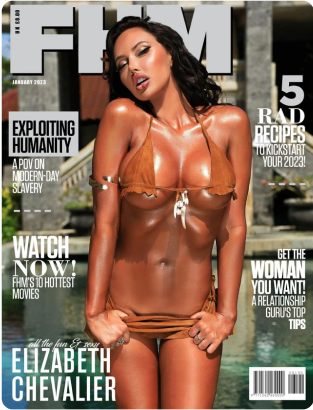 FHM
JANUARY 2023
EXPLOITING
HUMANITY
A POV ON
MODERN-DAY
SLAVERY
WATCH
NOW!
FHM'S 10 HOTTEST
MOVIES
all the fun & sexy
ELIZABETH
CHEVALIER
5
RAD
RECIPES
TO KICKSTART
YOUR 2023!
GET THE
WOMAN
YOU WANT!
A RELATIONSHIP
GURU'S TOP
TIPS